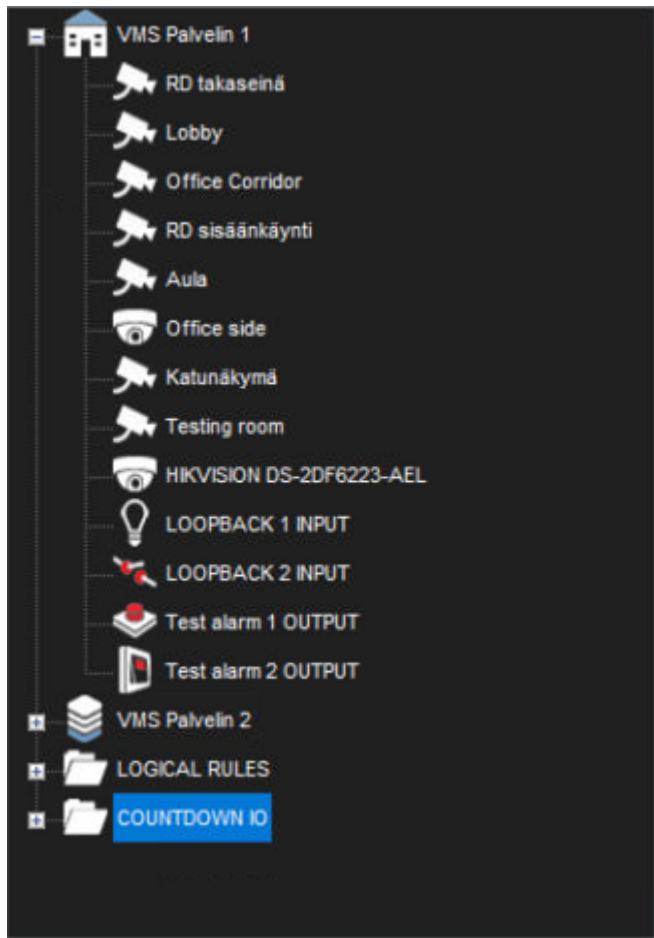 VMS Palvelin 1
RD takaseinä
Lobby
Office Corridor
RD sisäänkäynti
Aula
Office side
Katunäkymä
Testing room
HIKVISION DS-2DF6223-AEL
LOOPBACK 1 INPUT
LOOPBACK 2 INPUT
Test alarm 1 OUTPUT
Test alarm 2 OUTPUT
VMS Palvelin 2
LOGICAL RULES
COUNTDOWN IO